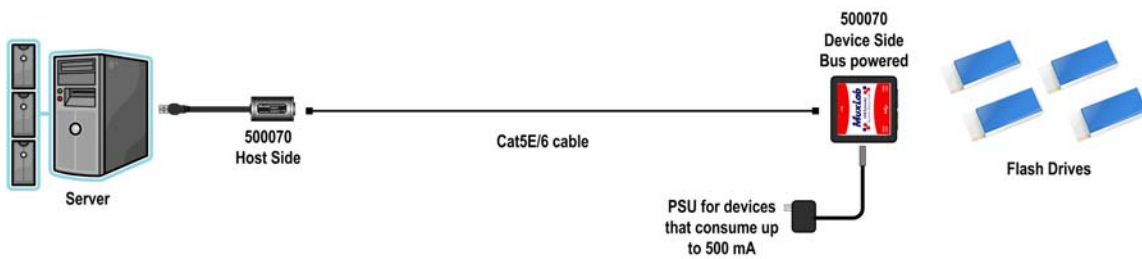 500070
Device Side
Bus powered
MuxLab
500070
Host Side
Cat5E/6 cable
Server
Flash Drives
PSU for devices
that consume up
to 500 mA